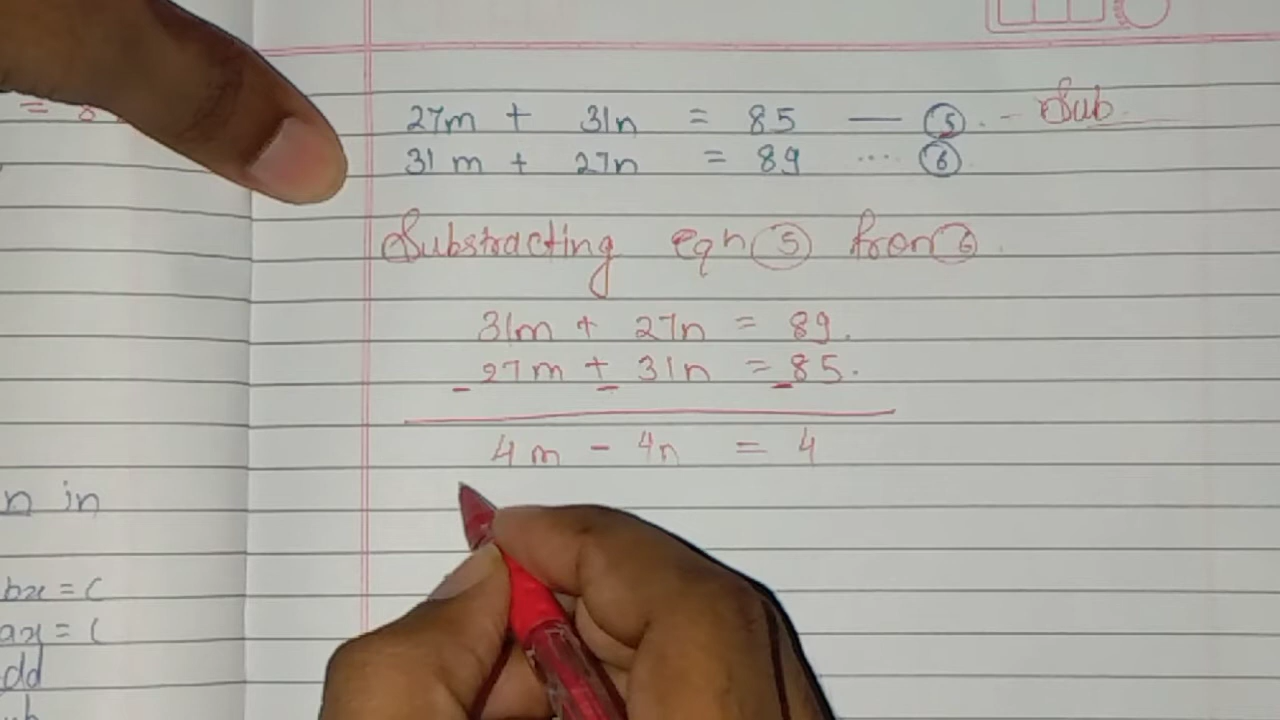 = 8
27m + 31n = 85 — ⑤ - Sub
31m + 27n = 89 .... ⑥
Substracting eqn ⑤ from ⑥.
31m + 27n = 89.
27m + 31n = 85.
- - -
4m - 4n = 4
n in
bx = c
ax = c
dd